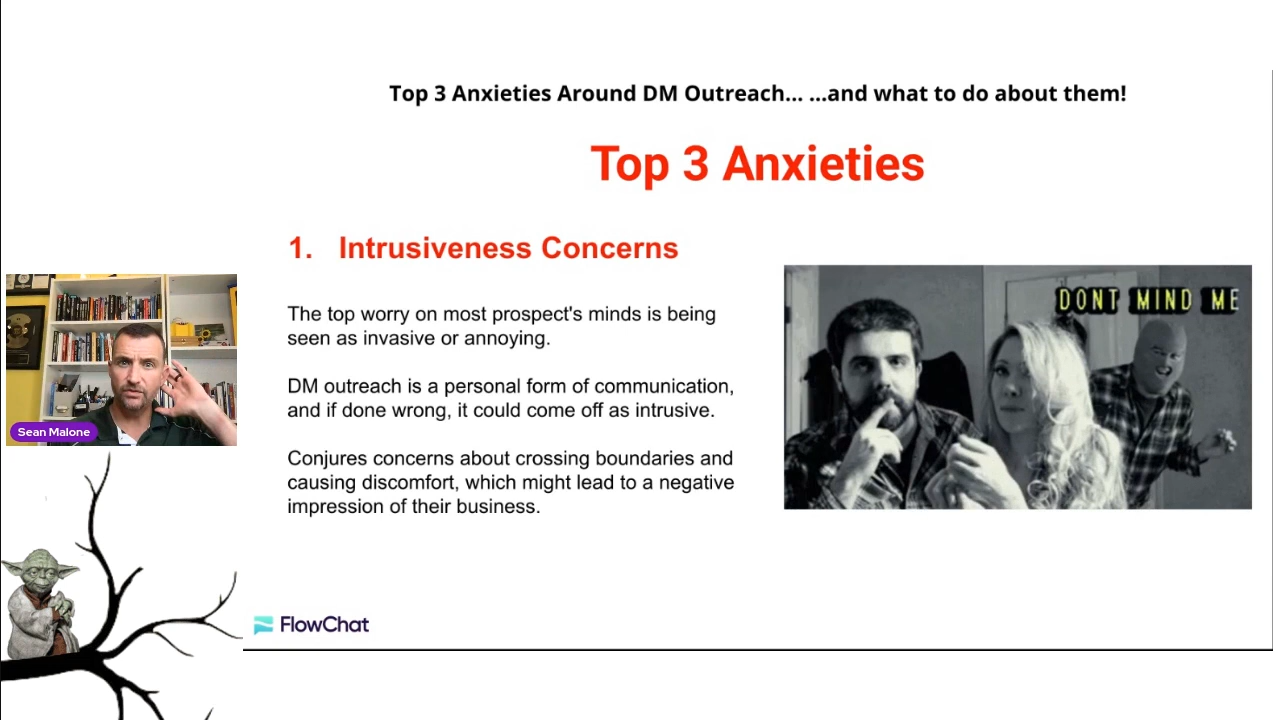 Top 3 Anxieties Around DM Outreach... ...and what to do about them!
Top 3 Anxieties
1. Intrusiveness Concerns
The top worry on most prospect's minds is being
seen as invasive or annoying.
DM outreach is a personal form of communication,
and if done wrong, it could come off as intrusive.
Conjures concerns about crossing boundaries and
causing discomfort, which might lead to a negative
impression of their business.
DONT MIND ME
Sean Malone
FlowChat